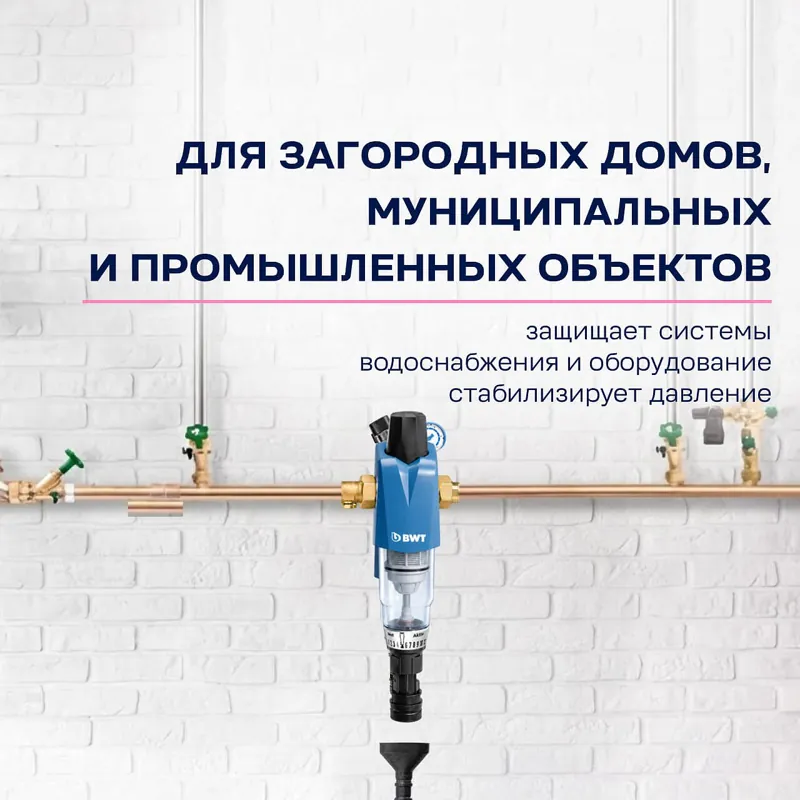 ДЛЯ ЗАГОРОДНЫХ ДОМОВ,
МУНИЦИПАЛЬНЫХ
И ПРОМЫШЛЕННЫХ ОБЪЕКТОВ
защищает системы
водоснабжения и оборудование
стабилизирует давление
BWT